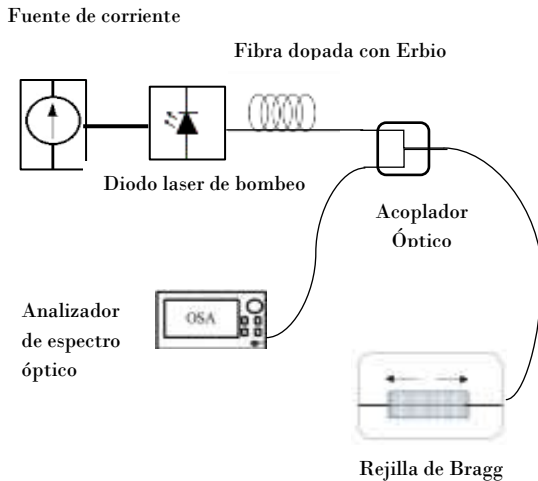 Fuente de corriente
Fibra dopada con Erbio
Diodo laser de bombeo
Acoplador
Óptico
Analizador
de espectro
óptico
OSA
Rejilla de Bragg